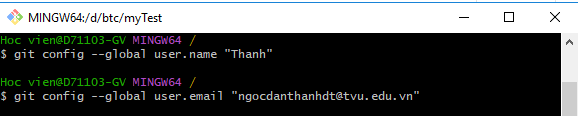 MINGW64:/d/btc/myTest
Hoc vien@D71103-GV MINGW64 /
$ git config --global user.name "Thanh"
Hoc vien@D71103-GV MINGW64 /
$ git config --global user.email "ngocdanthanhdt@tvu.edu.vn"